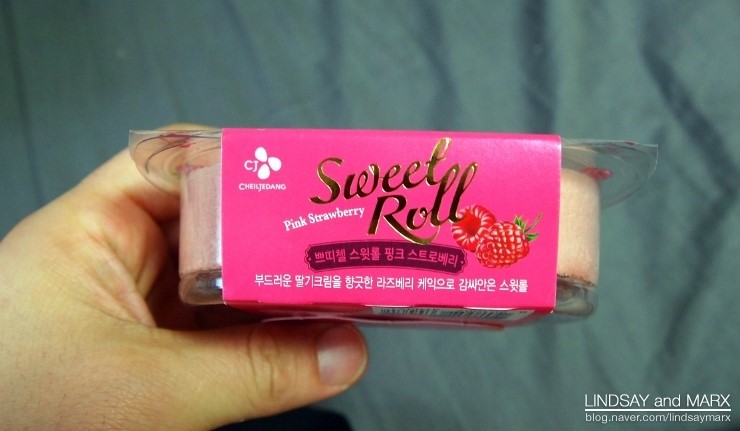 CJ
CHEILJEDANG
Sweet
Roll
Pink Strawberry
쁘띠첼 스윗롤 핑크 스트로베리
부드러운 딸기크림을 향긋한 라즈베리 케익으로 감싸안은 스윗롤
LINDSAY and MARX
blog.naver.com/lindsaymarx